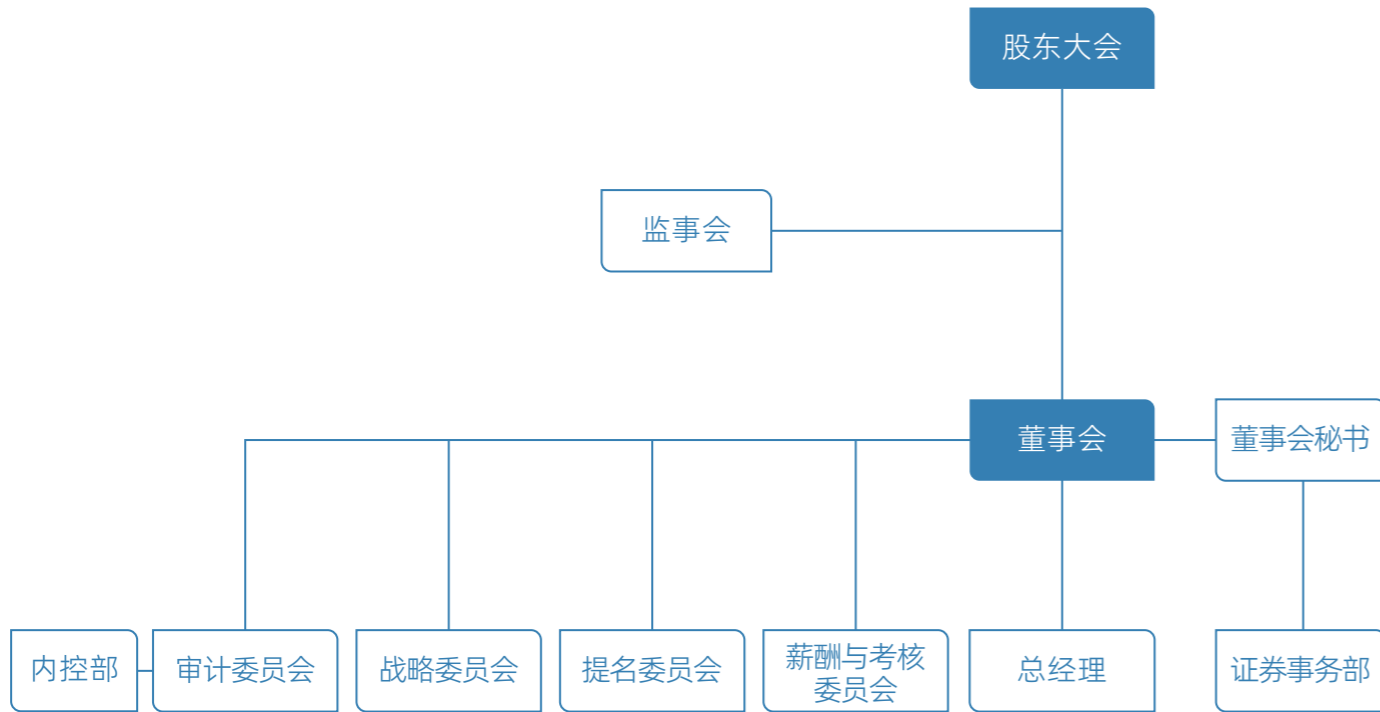 股东大会
监事会
董事会
董事会秘书
内控部
审计委员会
战略委员会
提名委员会
薪酬与考核
委员会
总经理
证券事务部